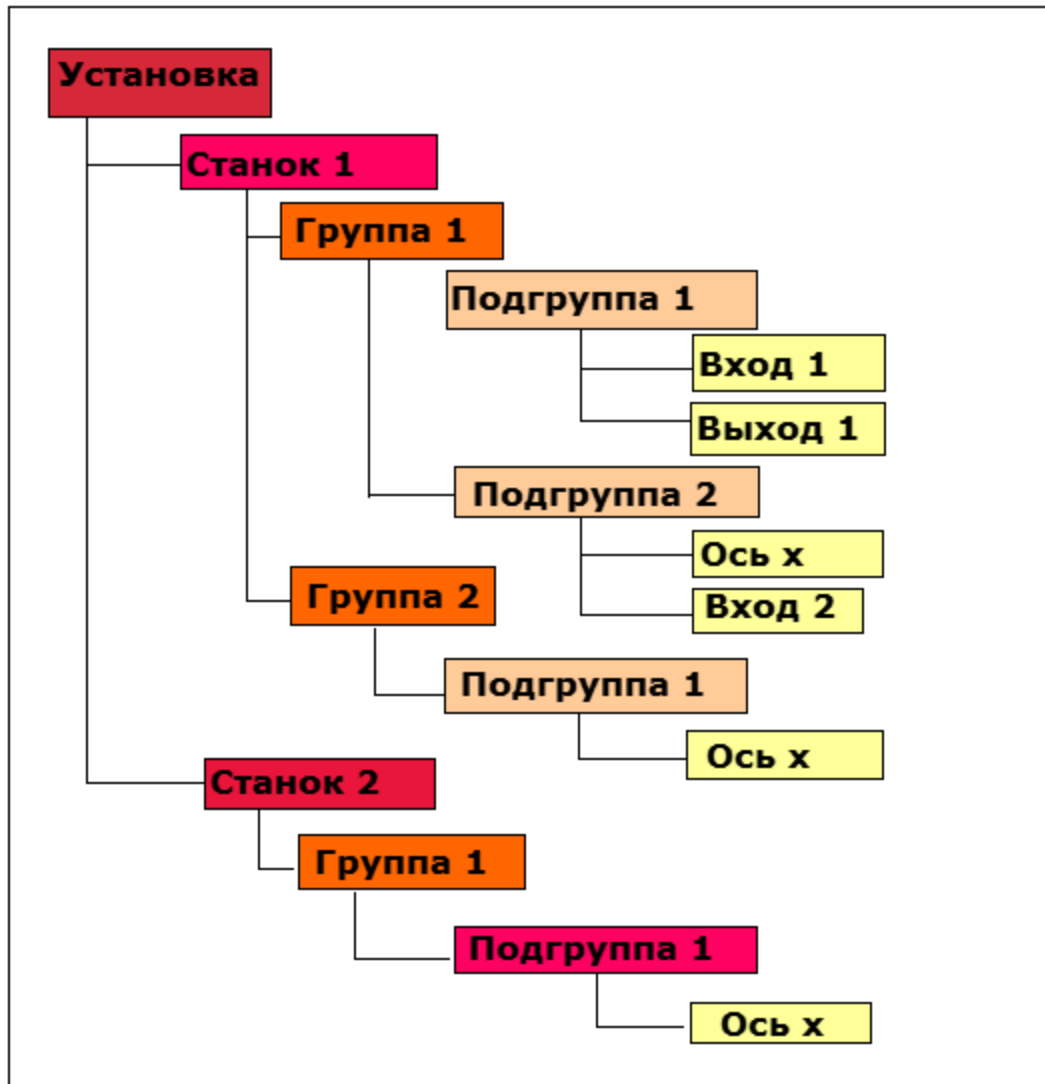 Установка
Станок 1
Группа 1
Подгруппа 1
Вход 1
Выход 1
Подгруппа 2
Ось х
Вход 2
Группа 2
Подгруппа 1
Ось х
Станок 2
Группа 1
Подгруппа 1
Ось х